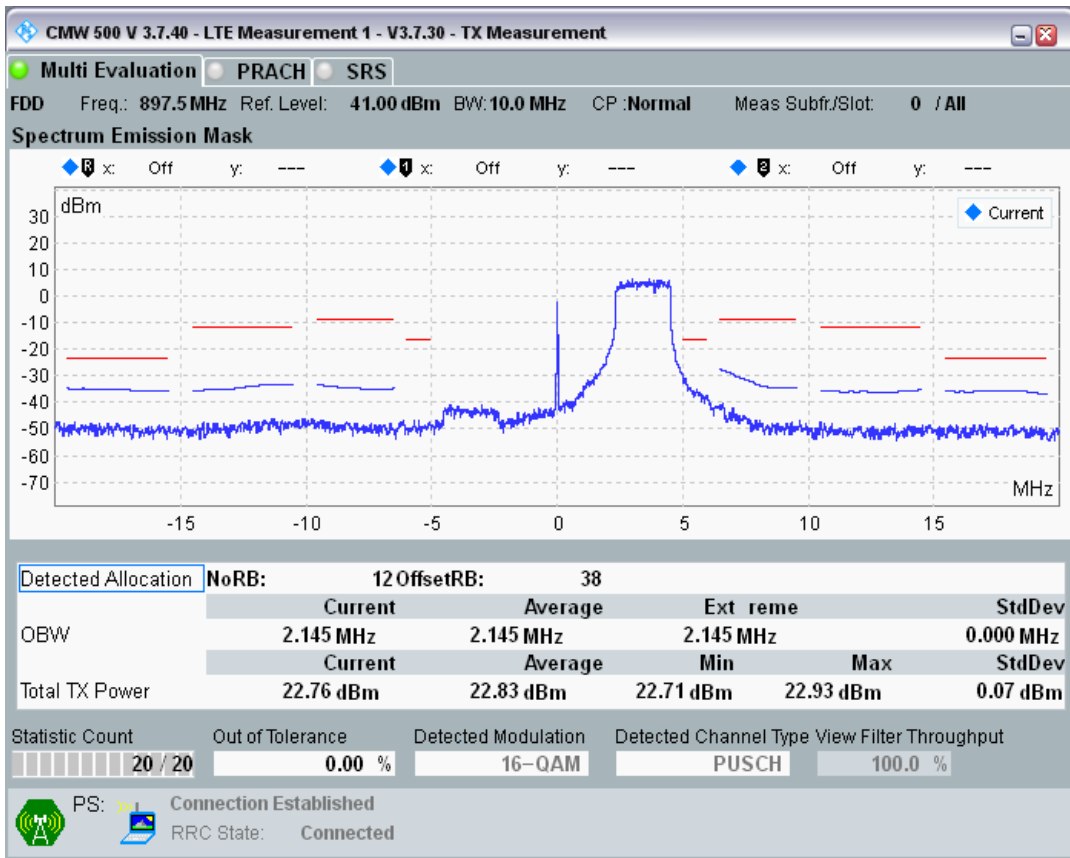 CMW 500 V 3.7.40 - LTE Measurement 1 - V3.7.30 - TX Measurement
Multi Evaluation PRACH SRS
FDD Freq.: 897.5 MHz Ref. Level: 41.00 dBm BW: 10.0 MHz CP : Normal Meas Subfr./Slot: 0 / All
Spectrum Emission Mask
R x: Off y: --- 1 x: Off y: --- 2 x: Off y: ---
dBm
Current
30
20
10
0
-10
-20
-30
-40
-50
-60
-70
MHz
-15 -10 -5 0 5 10 15
Detected Allocation NoRB: 12 OffsetRB: 38
Current Average Ext reme StdDev
OBW 2.145 MHz 2.145 MHz 2.145 MHz 0.000 MHz
Current Average Min Max StdDev
Total TX Power 22.76 dBm 22.83 dBm 22.71 dBm 22.93 dBm 0.07 dBm
Statistic Count Out of Tolerance Detected Modulation Detected Channel Type View Filter Throughput
20 / 20 0.00 % 16-QAM PUSCH 100.0 %
PS: Connection Established
RRC State: Connected